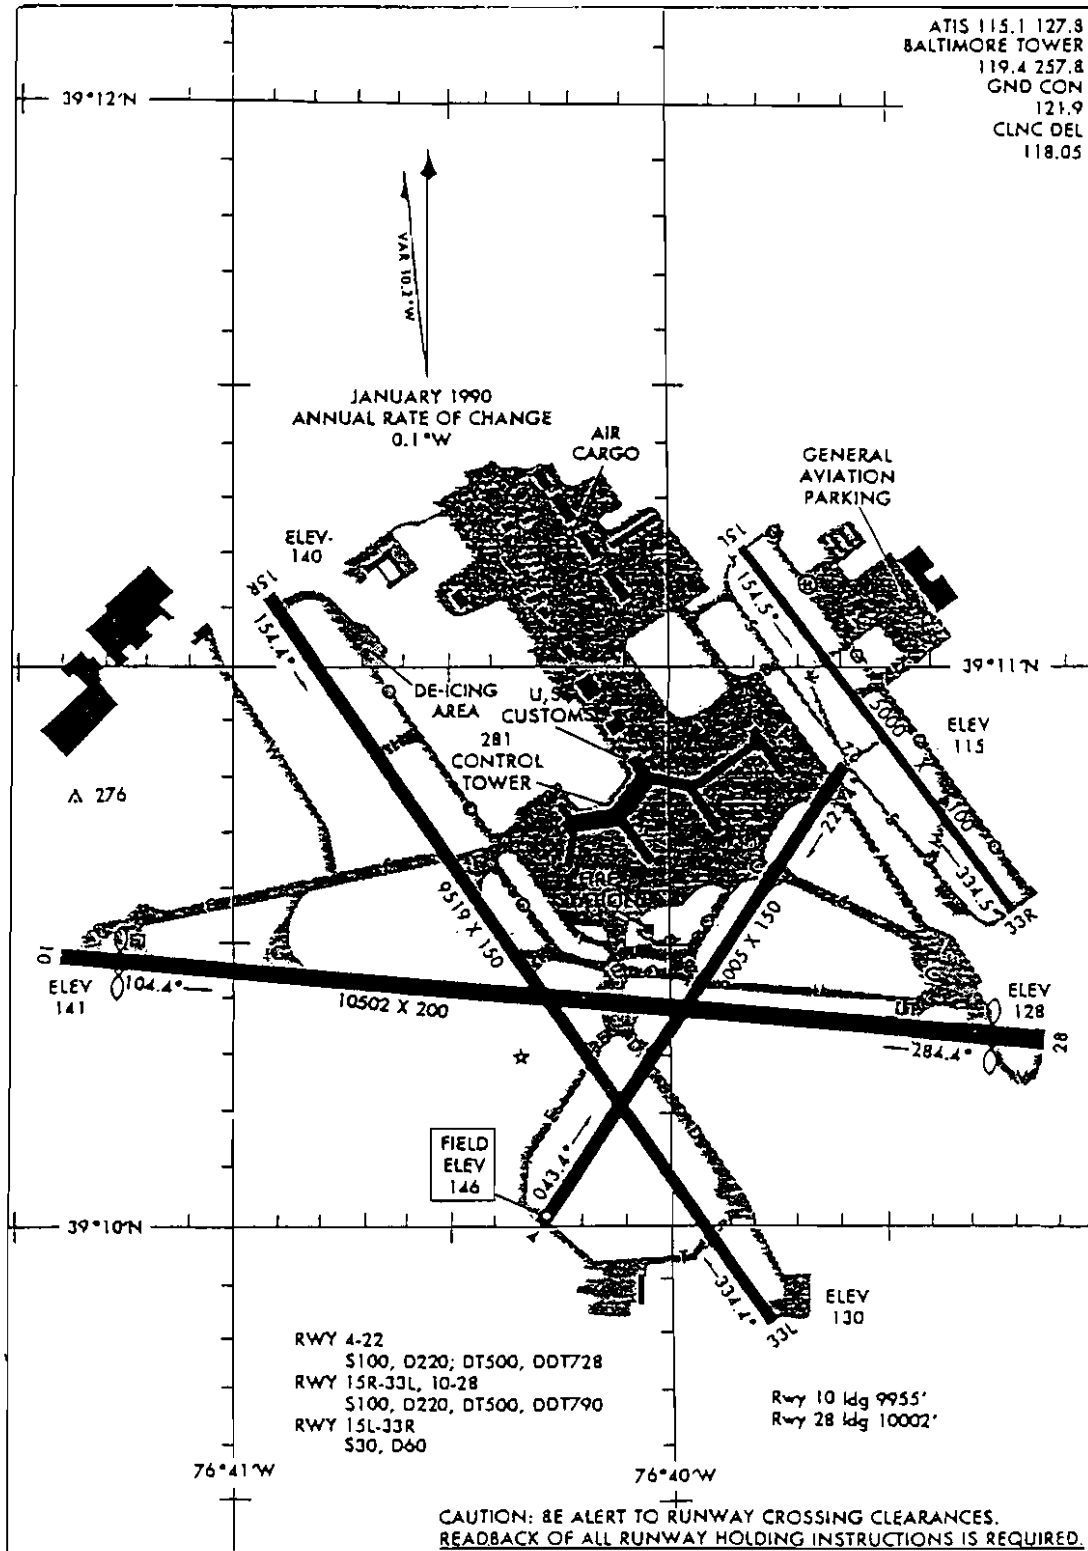 ATIS 115.1 127.8
BALTIMORE TOWER
119.4 257.8
GND CON
121.9
CLNC DEL
118.05
39°12'N
VAR 10.2°W
JANUARY 1990
ANNUAL RATE OF CHANGE
0.1°W
AIR
CARGO
GENERAL
AVIATION
PARKING
ELEV
140
15R
154.4°
15L
154.5°
DE-ICING
AREA
U.S.
CUSTOMS
281
CONTROL
TOWER
39°11'N
ELEV
115
5000
100
276
334.5°
33R
9519 X 150
150
10
ELEV
141
104.4°
10502 X 200
ELEV
128
284.4°
28
FIELD
ELEV
146
043.4°
39°10'N
334.4°
33L
ELEV
130
RWY 4-22
S100, D220; DT500, DDT728
RWY 15R-33L, 10-28
S100, D220, DT500, DDT790
RWY 15L-33R
S30, D60
Rwy 10 ldg 9955'
Rwy 28 ldg 10002'
76°41'W
76°40'W
CAUTION: BE ALERT TO RUNWAY CROSSING CLEARANCES.
READBACK OF ALL RUNWAY HOLDING INSTRUCTIONS IS REQUIRED.